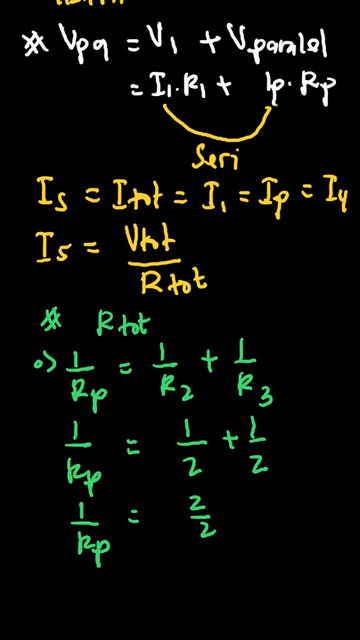 ** Vpq = V1 + Vparalel
= I1.R1 + Ip.Rp
Seri
Is = Itot = I1 = Ip = I4
Is = Vtot / Rtot
** Rtot
•) 1/Rp = 1/R2 + 1/R3
1/Rp = 1/2 + 1/2
1/Rp = 2/2